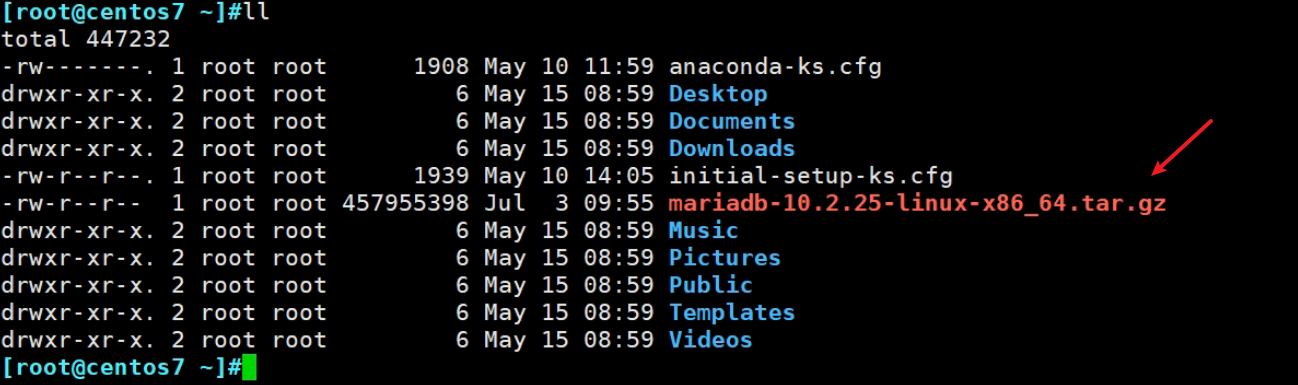 [root@centos7 ~]#ll
total 447232
-rw-------. 1 root root      1908 May 10 11:59 anaconda-ks.cfg
drwxr-xr-x. 2 root root         6 May 15 08:59 Desktop
drwxr-xr-x. 2 root root         6 May 15 08:59 Documents
drwxr-xr-x. 2 root root         6 May 15 08:59 Downloads
-rw-r--r--. 1 root root      1939 May 10 14:05 initial-setup-ks.cfg
-rw-r--r--  1 root root 457955398 Jul  3 09:55 mariadb-10.2.25-linux-x86_64.tar.gz
drwxr-xr-x. 2 root root         6 May 15 08:59 Music
drwxr-xr-x. 2 root root         6 May 15 08:59 Pictures
drwxr-xr-x. 2 root root         6 May 15 08:59 Public
drwxr-xr-x. 2 root root         6 May 15 08:59 Templates
drwxr-xr-x. 2 root root         6 May 15 08:59 Videos
[root@centos7 ~]#